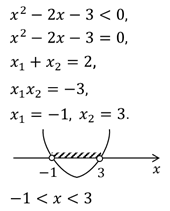 x² − 2x − 3 < 0,
x² − 2x − 3 = 0,
x₁ + x₂ = 2,
x₁x₂ = −3,
x₁ = −1, x₂ = 3.
−1 3 x
−1 < x < 3